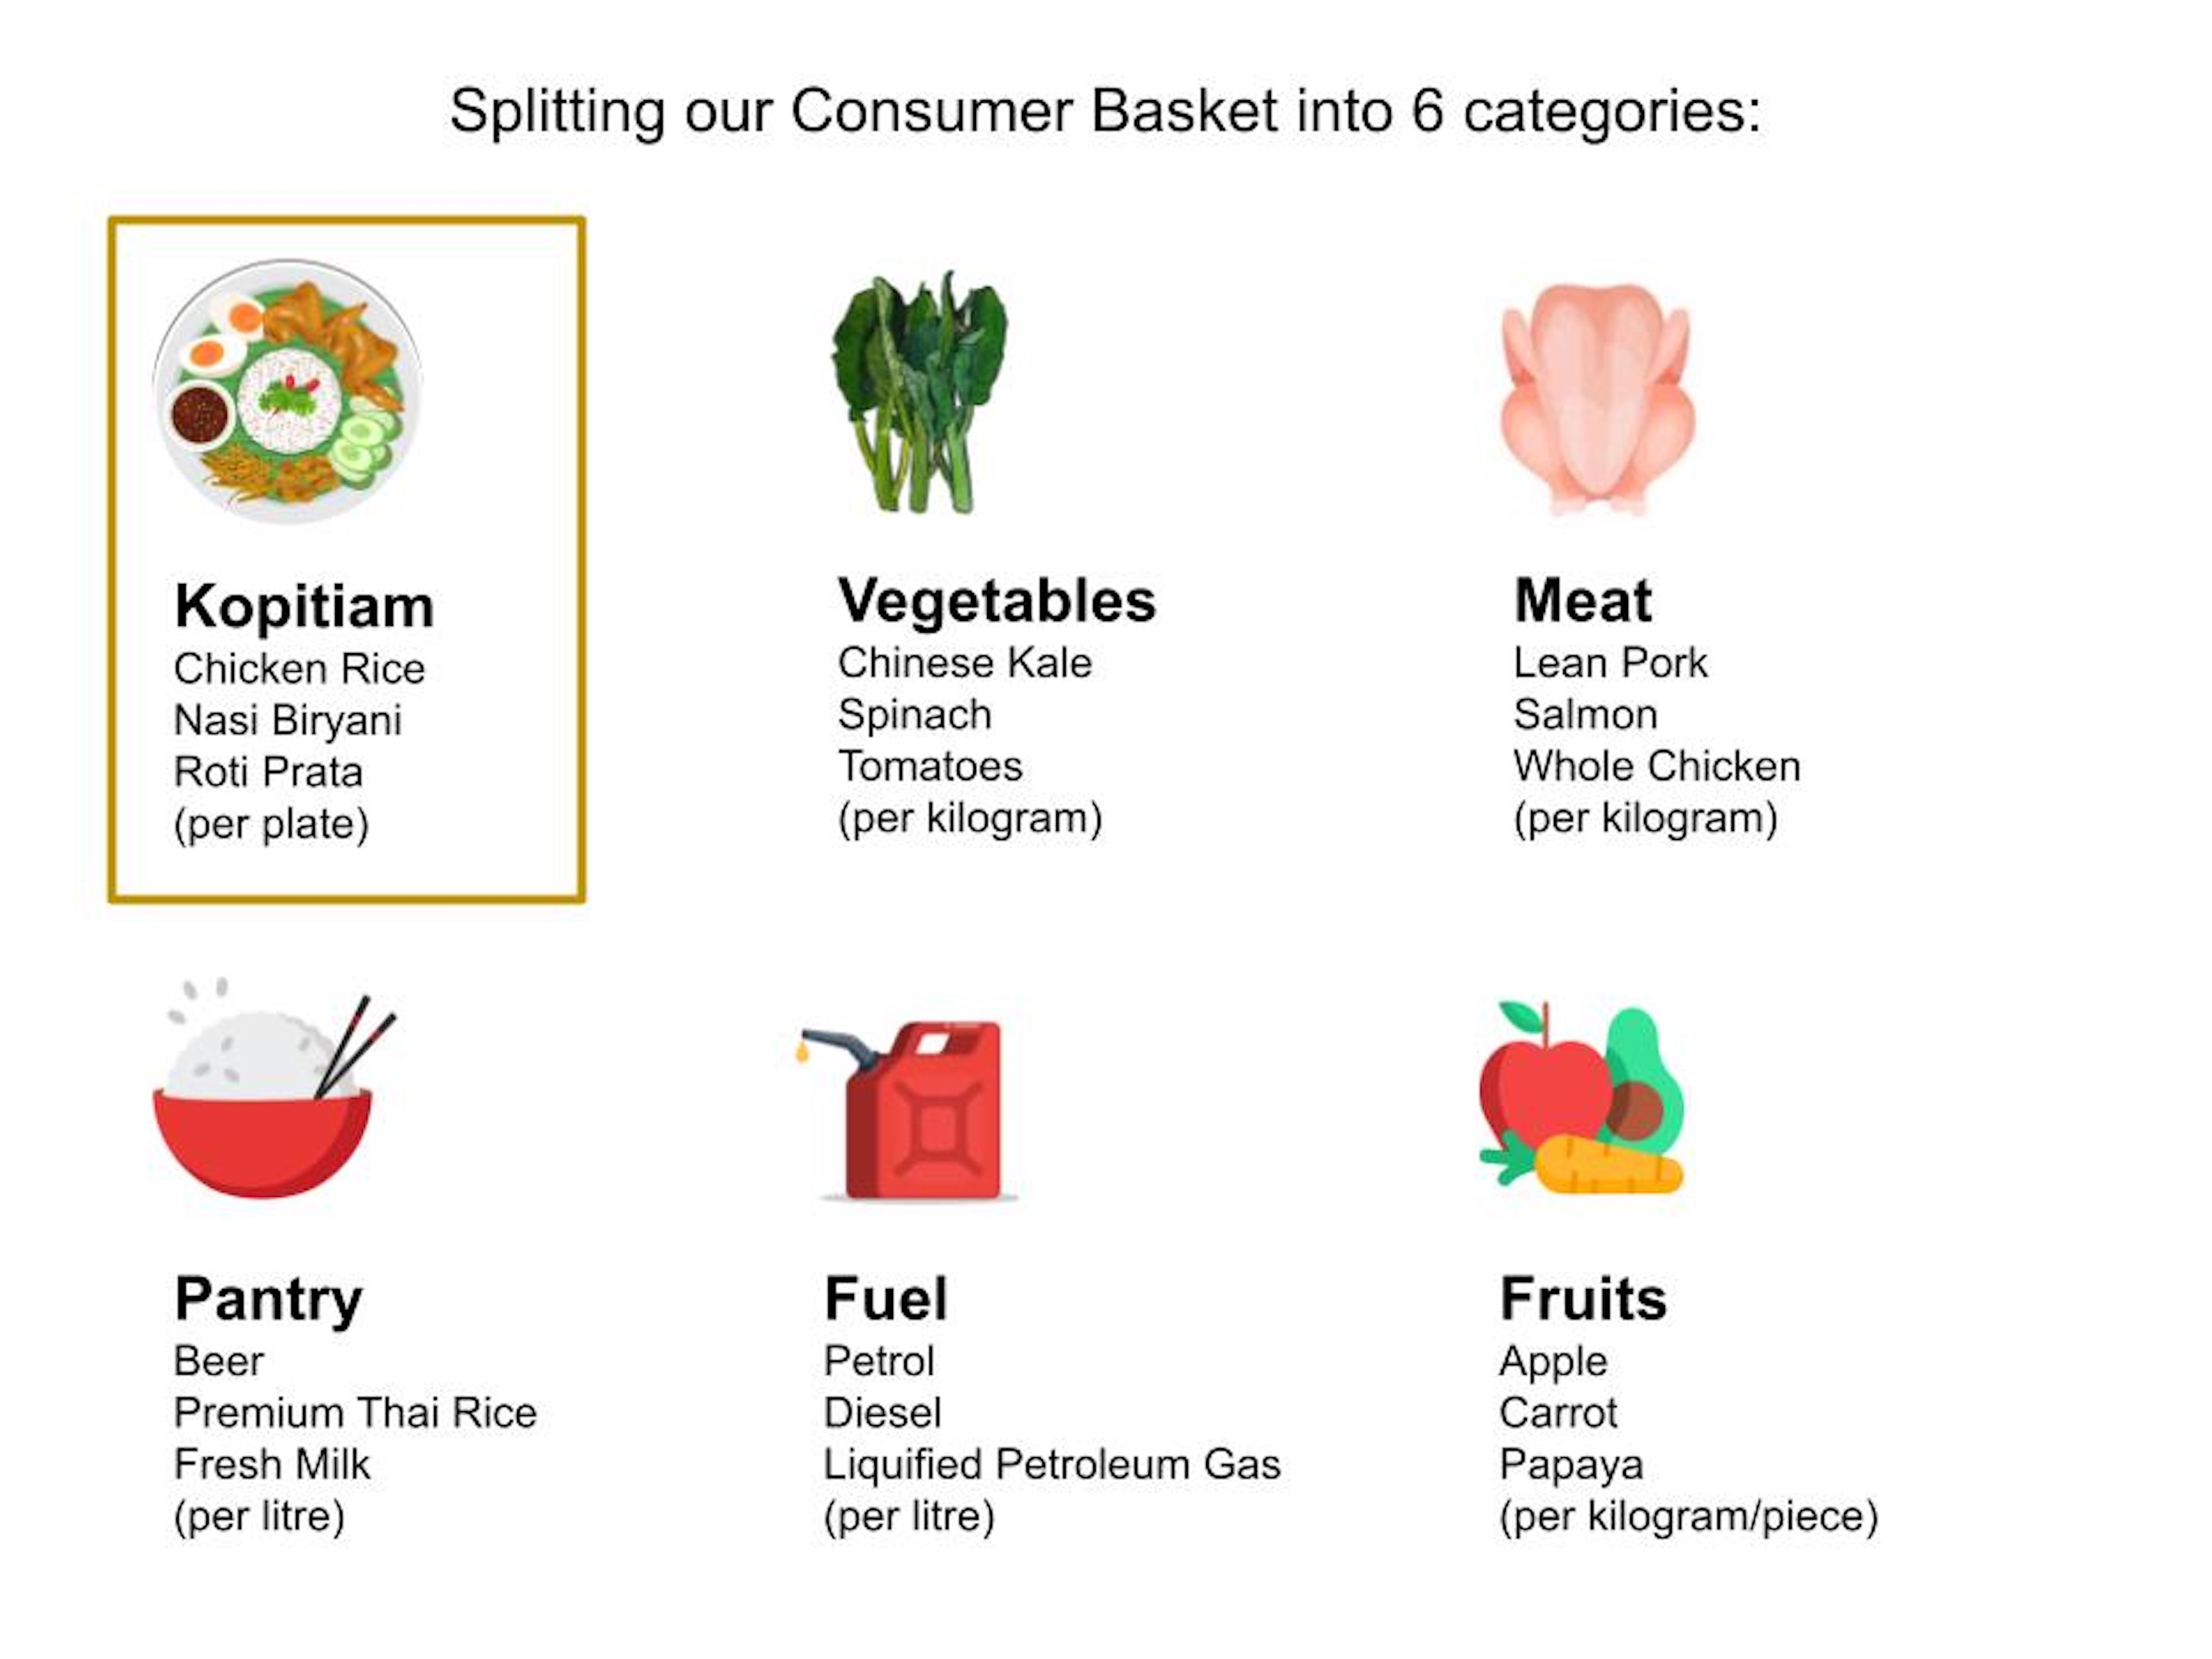 Splitting our Consumer Basket into 6 categories:
Kopitiam
Chicken Rice
Nasi Biryani
Roti Prata
(per plate)
Vegetables
Chinese Kale
Spinach
Tomatoes
(per kilogram)
Meat
Lean Pork
Salmon
Whole Chicken
(per kilogram)
Pantry
Beer
Premium Thai Rice
Fresh Milk
(per litre)
Fuel
Petrol
Diesel
Liquified Petroleum Gas
(per litre)
Fruits
Apple
Carrot
Papaya
(per kilogram/piece)